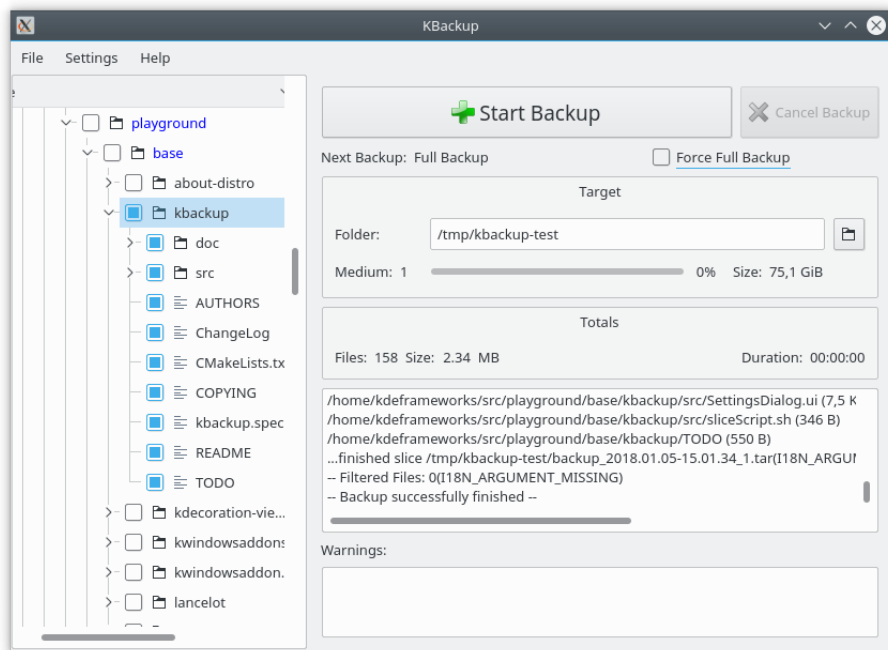 KBackup
File Settings Help
playground
base
about-distro
kbackup
doc
src
AUTHORS
ChangeLog
CMakeLists.tx
COPYING
kbackup.spec
README
TODO
kdecoration-vie...
kwindowsaddons
kwindowsaddon.
lancelot
Start Backup
Cancel Backup
Next Backup: Full Backup
Force Full Backup
Target
Folder: /tmp/kbackup-test
Medium: 1 0% Size: 75,1 GiB
Totals
Files: 158 Size: 2.34 MB Duration: 00:00:00
/home/kdeframeworks/src/playground/base/kbackup/src/SettingsDialog.ui (7,5 K
/home/kdeframeworks/src/playground/base/kbackup/src/sliceScript.sh (346 B)
/home/kdeframeworks/src/playground/base/kbackup/TODO (550 B)
...finished slice /tmp/kbackup-test/backup_2018.01.05-15.01.34_1.tar(I18N_ARGUM
-- Filtered Files: 0(I18N_ARGUMENT_MISSING)
-- Backup successfully finished --
Warnings: